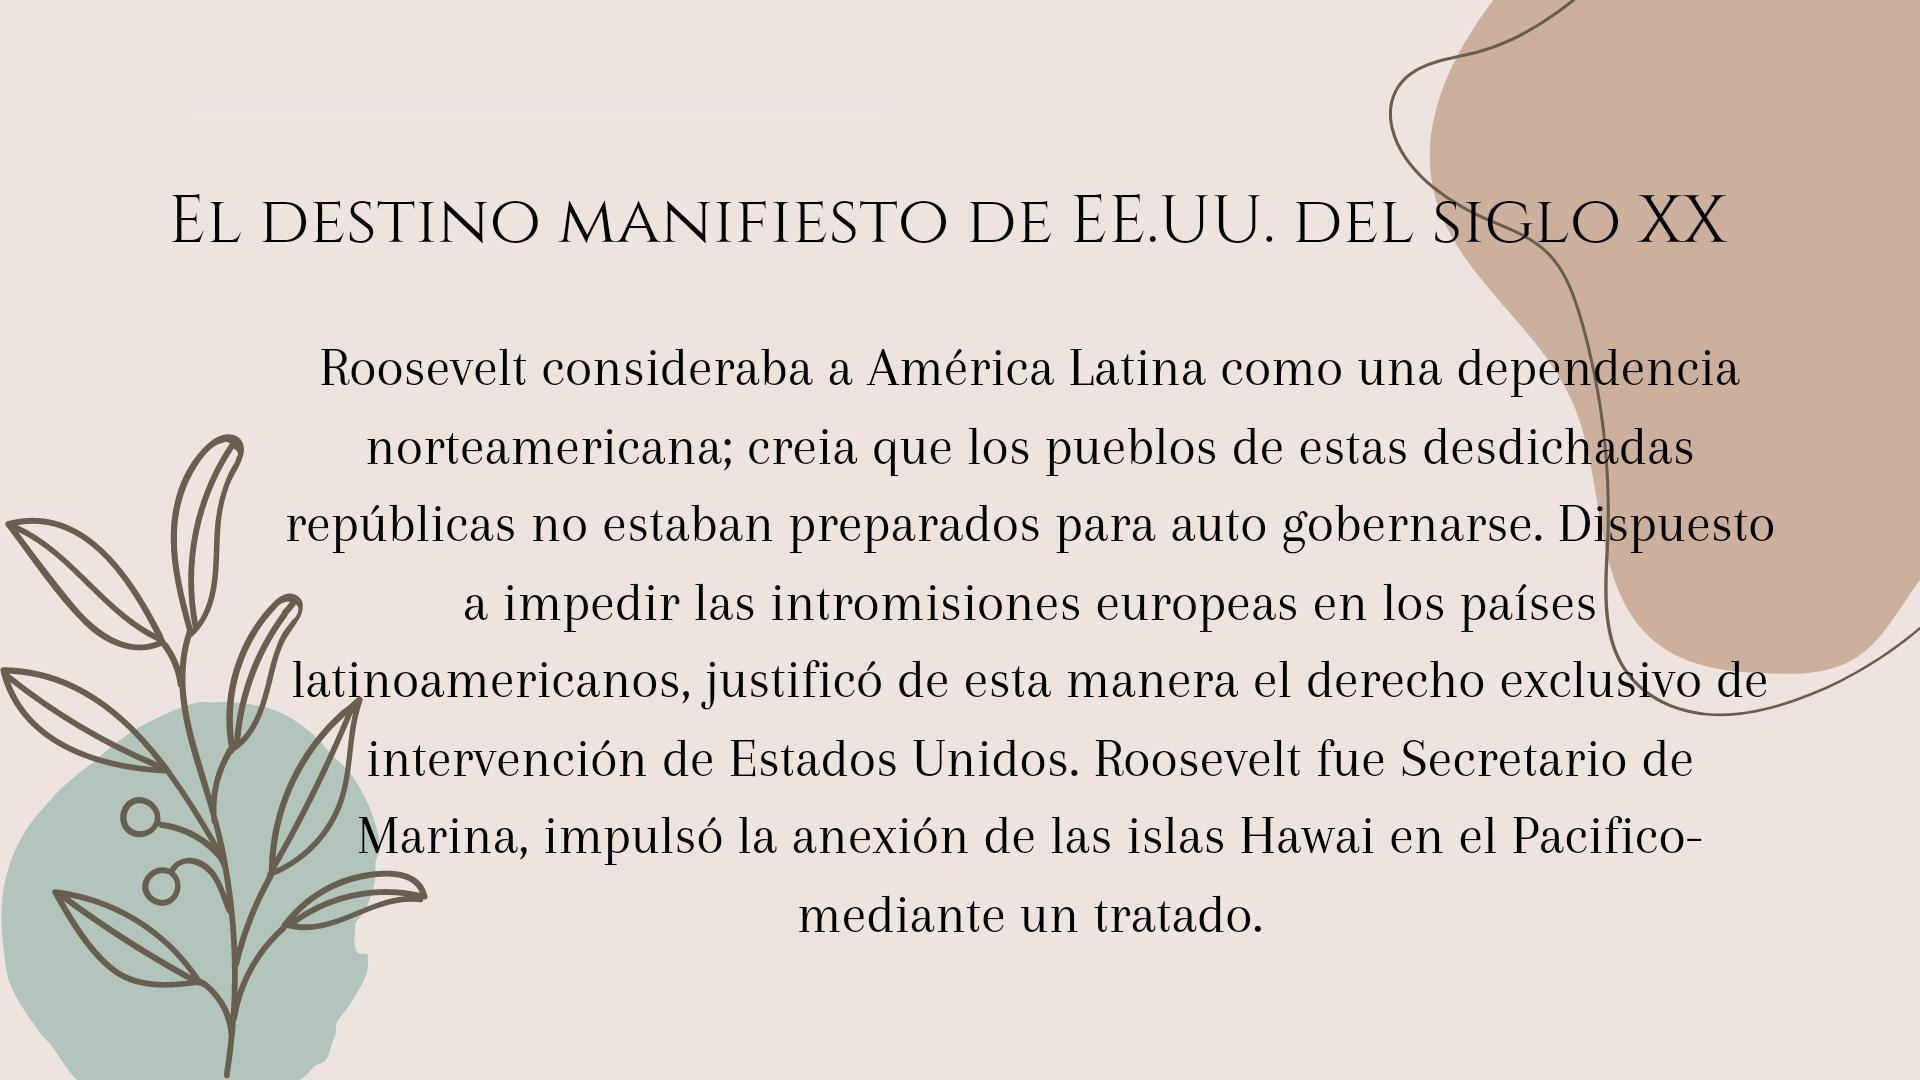 El destino manifiesto de EE.UU. del siglo XX
Roosevelt consideraba a América Latina como una dependencia
norteamericana; creia que los pueblos de estas desdichadas
repúblicas no estaban preparados para auto gobernarse. Dispuesto
a impedir las intromisiones europeas en los países
latinoamericanos, justificó de esta manera el derecho exclusivo de
intervención de Estados Unidos. Roosevelt fue Secretario de
Marina, impulsó la anexión de las islas Hawai en el Pacifico-
mediante un tratado.